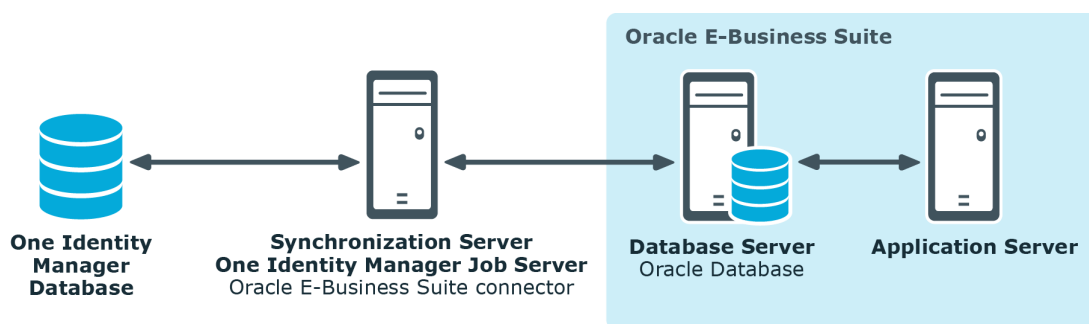 Oracle E-Business Suite
One Identity
Manager
Database
Synchronization Server
One Identity Manager Job Server
Oracle E-Business Suite connector
Database Server
Oracle Database
Application Server